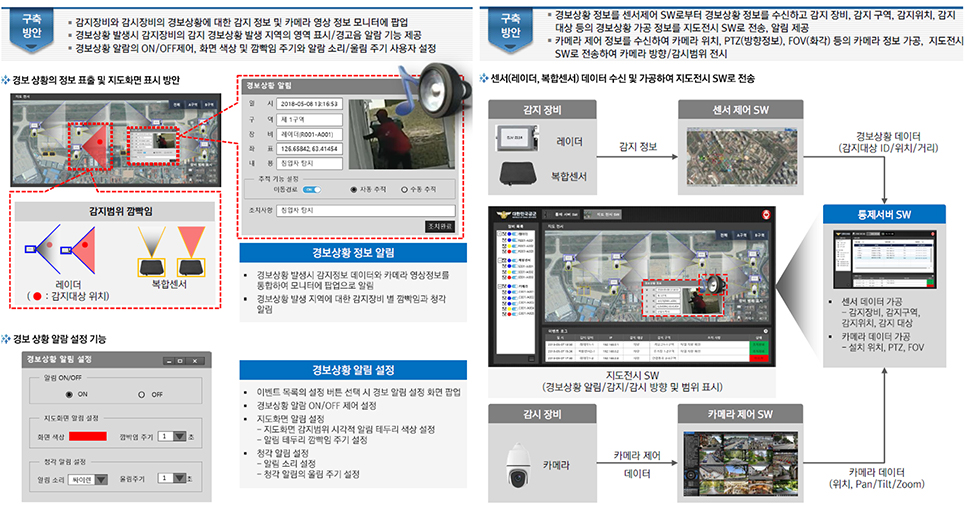 구축
방안
▪ 감지장비와 감시장비의 경보상황에 대한 감지 정보 및 카메라 영상 정보 모니터에 팝업
▪ 경보상황 발생시 감지장비의 감지 경보상황 발생 지역의 영역 표시/경고음 알람 기능 제공
▪ 경보상황 알람의 ON/OFF제어, 화면 색상 및 깜빡임 주기와 알람 소리/울림 주기 사용자 설정
경보 상황의 정보 표출 및 지도화면 표시 방안
경보상황 알림
일 시 2018-05-08 13:16:53
구 역 제 1구역
장 비 레이더(R001-A001)
좌 표 126.65842, 63.41454
내 용 침입자 탐지
추적 기능 설정
이동경로 자동 추적 수동 추적
조치사항 침입자 탐지
조치완료
감지범위 깜빡임
레이더
( : 감지대상 위치)
복합센서
경보상황 정보 알림
▪ 경보상황 발생시 감지정보 데이터와 카메라 영상정보를
통합하여 모니터에 팝업으로 알림
▪ 경보상황 발생 지역에 대한 감지장비 별 깜빡임과 청각
알림
경보 상황 알람 설정 기능
경보상황 알림 설정
알림 ON/OFF
ON OFF
지도화면 알림 설정
화면 색상 깜박임 주기 1 초
청각 알림 설정
알림 소리 싸이렌 울림주기 1 초
경보상황 알림 설정
▪ 이벤트 목록의 설정 버튼 선택 시 경보 알림 설정 화면 팝업
▪ 경보상황 알람 ON/OFF 제어 설정
▪ 지도화면 알림 설정
– 지도화면 감지범위 시각적 알림 테두리 색상 설정
– 알림 테두리 깜빡임 주기 설정
▪ 청각 알림 설정
– 알림 소리 설정
– 청각 알림의 울림 주기 설정
구축
방안
▪ 경보상황 정보를 센서제어 SW로부터 경보상황 정보를 수신하고 감지 장비, 감지 구역, 감지위치, 감지
대상 등의 경보상황 가공 정보를 지도전시 SW로 전송, 알림 제공
▪ 카메라 제어 정보를 수신하여 카메라 위치, PTZ(방향정보), FOV(화각) 등의 카메라 정보 가공, 지도전시
SW로 전송하여 카메라 방향/감시범위 전시
센서(레이더, 복합센서) 데이터 수신 및 가공하여 지도전시 SW로 전송
감지 장비
레이더
복합센서
감지 정보
센서 제어 SW
경보상황 데이터
(감지대상 ID/위치/거리)
대한민국공군
지도전시 SW
(경보상황 알림/감지/감시 방향 및 범위 표시)
통제서버 SW
▪ 센서 데이터 가공
– 감지장비, 감지구역,
감지위치, 감지 대상
▪ 카메라 데이터 가공
– 설치 위치, PTZ, FOV
감시 장비
카메라
카메라 제어
데이터
카메라 제어 SW
카메라 데이터
(위치, Pan/Tilt/Zoom)